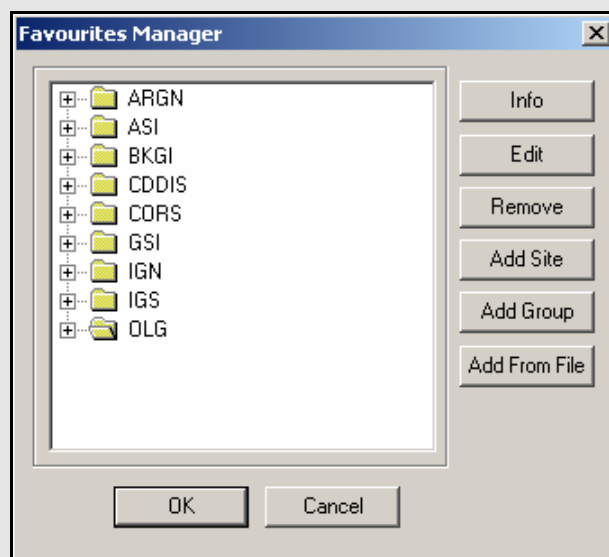 Favourites Manager
ARGN
ASI
BKGI
CDDIS
CORS
GSI
IGN
IGS
OLG
Info
Edit
Remove
Add Site
Add Group
Add From File
OK
Cancel